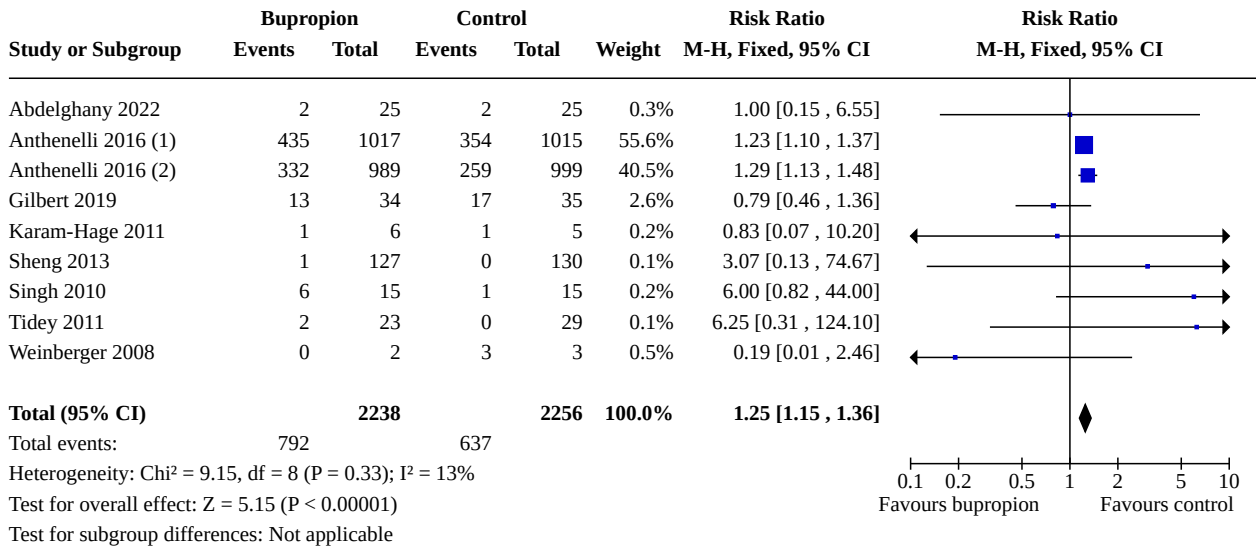 Bupropion Control Risk Ratio Risk Ratio
Study or Subgroup Events Total Events Total Weight M-H, Fixed, 95% CI M-H, Fixed, 95% CI
Abdelghany 2022 2 25 2 25 0.3% 1.00 [0.15 , 6.55]
Anthenelli 2016 (1) 435 1017 354 1015 55.6% 1.23 [1.10 , 1.37]
Anthenelli 2016 (2) 332 989 259 999 40.5% 1.29 [1.13 , 1.48]
Gilbert 2019 13 34 17 35 2.6% 0.79 [0.46 , 1.36]
Karam-Hage 2011 1 6 1 5 0.2% 0.83 [0.07 , 10.20]
Sheng 2013 1 127 0 130 0.1% 3.07 [0.13 , 74.67]
Singh 2010 6 15 1 15 0.2% 6.00 [0.82 , 44.00]
Tidey 2011 2 23 0 29 0.1% 6.25 [0.31 , 124.10]
Weinberger 2008 0 2 3 3 0.5% 0.19 [0.01 , 2.46]
Total (95% CI) 2238 2256 100.0% 1.25 [1.15 , 1.36]
Total events: 792 637
Heterogeneity: Chi² = 9.15, df = 8 (P = 0.33); I² = 13%
0.1 0.2 0.5 1 2 5 10
Test for overall effect: Z = 5.15 (P < 0.00001)
Favours bupropion Favours control
Test for subgroup differences: Not applicable